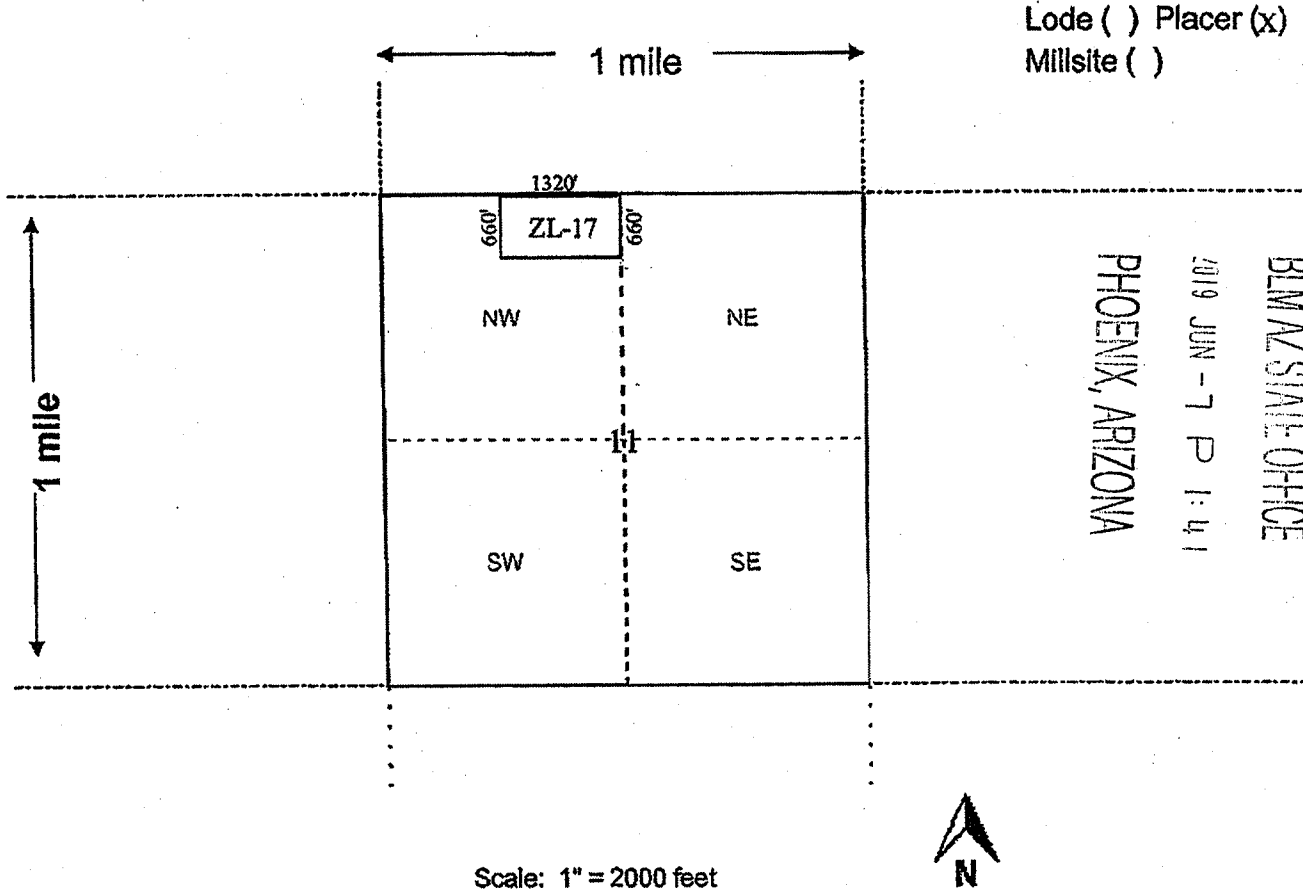 Lode ( ) Placer (x)
Millsite ( )
1 mile
1320'
660'
ZL-17
660'
NW
NE
1 mile
11
SW
SE
BLM AZ STATE OFFICE
2019 JUN -7 P 1:41
PHOENIX, ARIZONA
Scale: 1" = 2000 feet
N